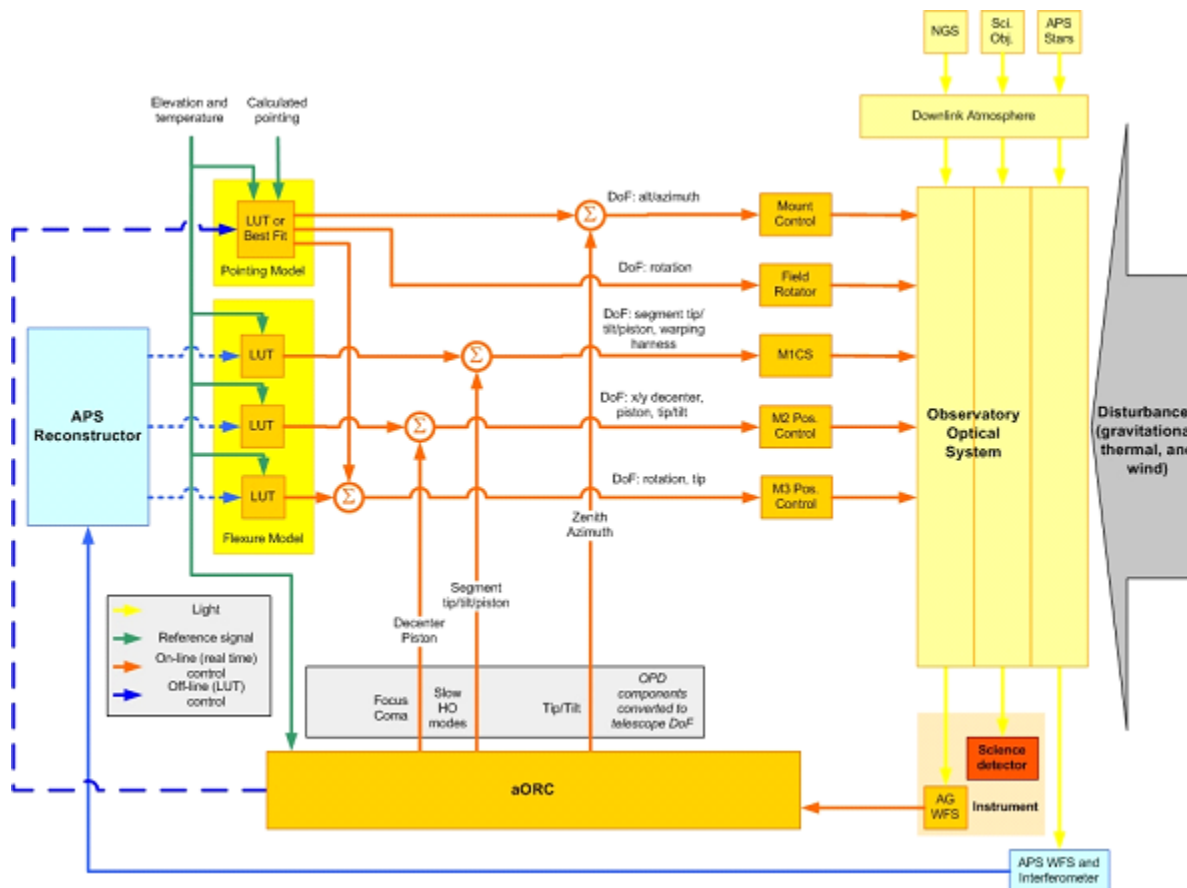 NGS
Sci.
Obj.
APS
Stars
Downlink Atmosphere
Elevation and
temperature
Calculated
pointing
LUT or
Best Fit
Pointing Model
Σ
DoF: alt/azimuth
Mount
Control
DoF: rotation
Field
Rotator
DoF: segment tip/
tilt/piston, warping
harness
LUT
Σ
M1CS
APS
Reconstructor
DoF: x/y decenter,
piston, tip/tilt
LUT
Σ
M2 Pos.
Control
Observatory
Optical
System
Disturbance
(gravitationa
thermal, an
wind)
DoF: rotation, tip
LUT
Σ
M3 Pos.
Control
Flexure Model
Zenith
Azimuth
Segment
tip/tilt/piston
Decenter
Piston
Light
Reference signal
On-line (real time)
control
Off-line (LUT)
control
Focus
Coma
Slow
HO
modes
Tip/Tilt
OPD
components
converted to
telescope DoF
aORC
Science
detector
AG
WFS
Instrument
APS WFS and
Interferometer